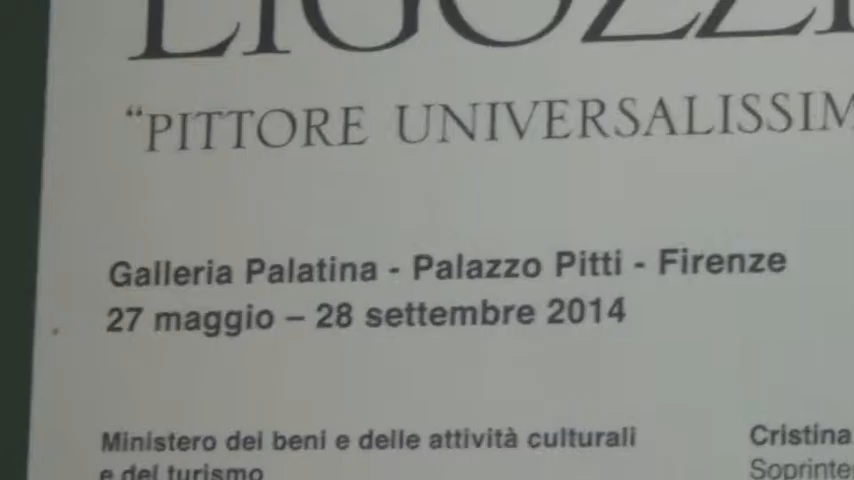 LIGOZZI
"PITTORE UNIVERSALISSIM
Galleria Palatina - Palazzo Pitti - Firenze
27 maggio – 28 settembre 2014
Ministero dei beni e delle attività culturali
e del turismo
Cristina
Soprinte